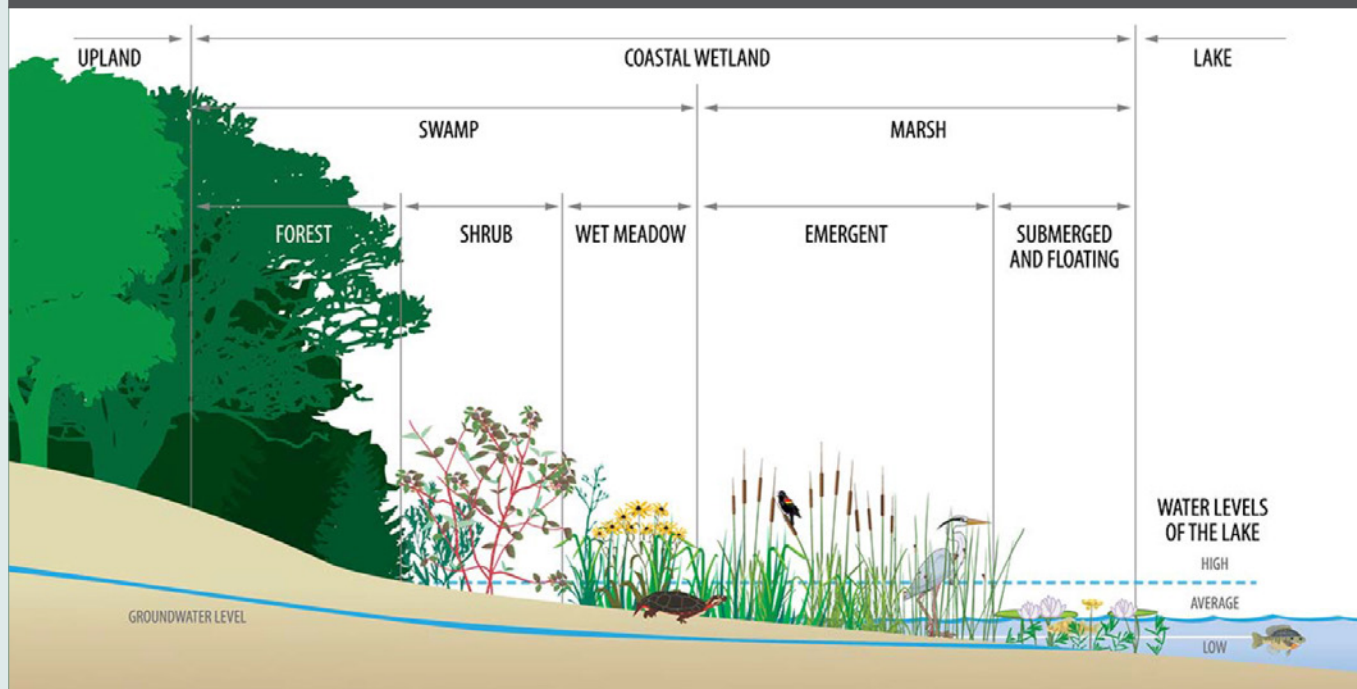 UPLAND
COASTAL WETLAND
LAKE
SWAMP
MARSH
FOREST
SHRUB
WET MEADOW
EMERGENT
SUBMERGED
AND FLOATING
WATER LEVELS
OF THE LAKE
HIGH
AVERAGE
LOW
GROUNDWATER LEVEL